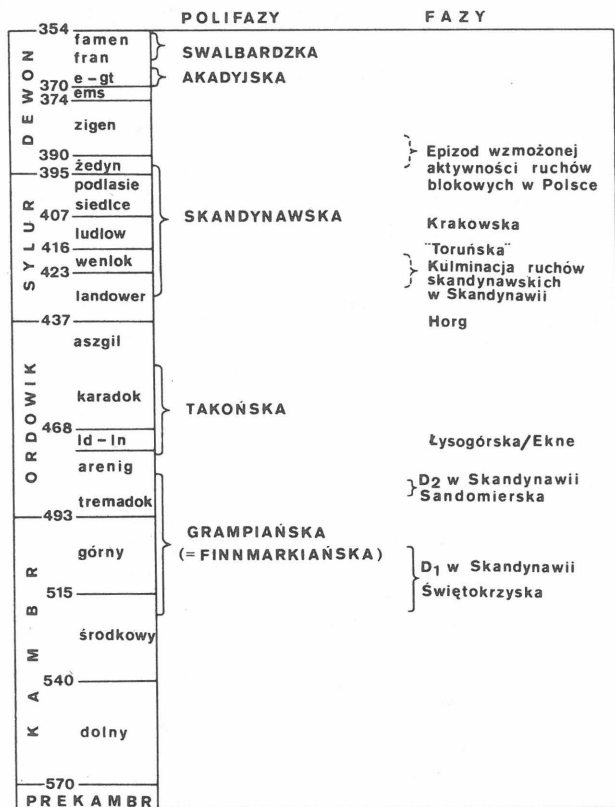 POLIFAZY FAZY
354
famen
fran
SWALBARDZKA
e-gt
370
AKADYJSKA
ems
374
zigen
DEWON
390
żedyn
395
Epizod wzmożonej
aktywności ruchów
blokowych w Polsce
podlasie
siedlce
407
SKANDYNAWSKA
Krakowska
ludlow
416
"Toruńska"
wenlok
423
Kulminacja ruchów
skandynawskich
w Skandynawii
landower
SYLUR
437
Horg
aszgil
karadok
TAKOŃSKA
468
ld-ln
Łysogórska/Ekne
arenig
D2 w Skandynawii
tremadok
Sandomierska
ORDOWIK
493
GRAMPIAŃSKA
(=FINNMARKIAŃSKA)
górny
D1 w Skandynawii
515
Świętokrzyska
środkowy
540
dolny
KAMBR
570
PREKAMBR